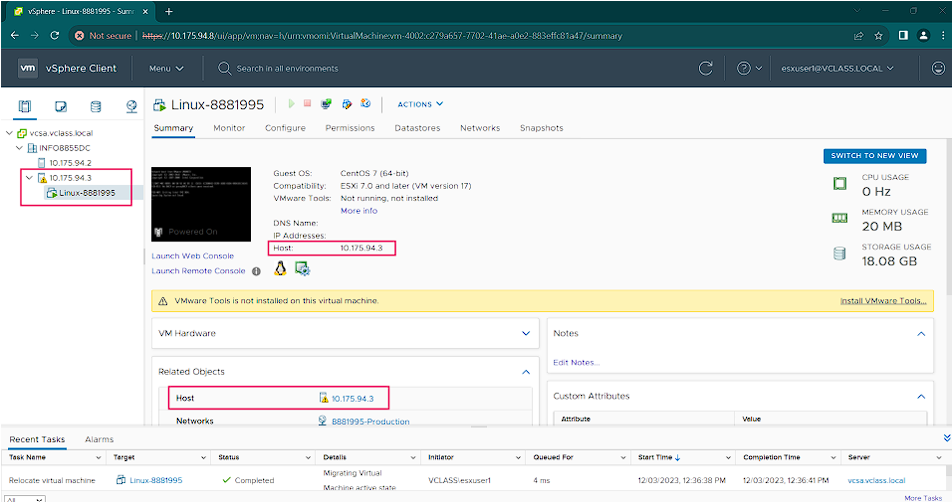 vSphere - Linux-8881995 - Summ
Not secure https://10.175.94.8/ui/app/vm;nav=h/urn:vmomi:VirtualMachine:vm-4002:c279a657-7702-41ae-a0e2-883effc81a47/summary
vm vSphere Client Menu Search in all environments esxuser1@VCLASS.LOCAL
Linux-8881995 ACTIONS
Summary Monitor Configure Permissions Datastores Networks Snapshots
vcsa.vclass.local
INFO8855DC
10.175.94.2
10.175.94.3
Linux-8881995
SWITCH TO NEW VIEW
Powered On
Guest OS: CentOS 7 (64-bit)
Compatibility: ESXi 7.0 and later (VM version 17)
VMware Tools: Not running, not installed
More info
DNS Name:
IP Addresses:
Host: 10.175.94.3
CPU USAGE
0 Hz
MEMORY USAGE
20 MB
STORAGE USAGE
18.08 GB
Launch Web Console
Launch Remote Console
VMware Tools is not installed on this virtual machine. Install VMware Tools...
VM Hardware
Related Objects
Host 10.175.94.3
Networks 8881995-Production
Notes
Edit Notes...
Custom Attributes
Attribute Value
Recent Tasks Alarms
Task Name Target Status Details Initiator Queued For Start Time Completion Time Server
Relocate virtual machine Linux-8881995 Completed Migrating Virtual Machine active state VCLASS\esxuser1 4 ms 12/03/2023, 12:36:38 PM 12/03/2023, 12:36:41 PM vcsa.vclass.local
All More Tasks